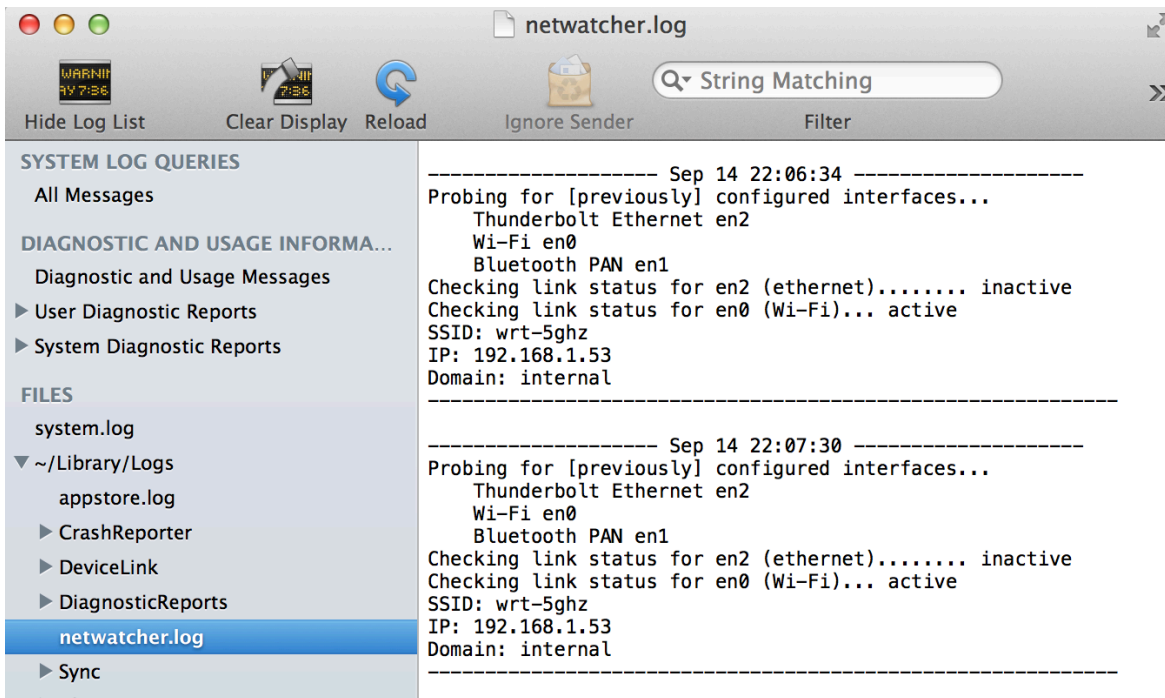 netwatcher.log
WARNIN
AY 7:36
7:36
String Matching
Hide Log List
Clear Display
Reload
Ignore Sender
Filter
SYSTEM LOG QUERIES
All Messages
DIAGNOSTIC AND USAGE INFORMA...
Diagnostic and Usage Messages
User Diagnostic Reports
System Diagnostic Reports
FILES
system.log
~/Library/Logs
appstore.log
CrashReporter
DeviceLink
DiagnosticReports
netwatcher.log
Sync
-------------------- Sep 14 22:06:34 --------------------
Probing for [previously] configured interfaces...
Thunderbolt Ethernet en2
Wi-Fi en0
Bluetooth PAN en1
Checking link status for en2 (ethernet)........ inactive
Checking link status for en0 (Wi-Fi)... active
SSID: wrt-5ghz
IP: 192.168.1.53
Domain: internal
------------------------------------------------------------
-------------------- Sep 14 22:07:30 --------------------
Probing for [previously] configured interfaces...
Thunderbolt Ethernet en2
Wi-Fi en0
Bluetooth PAN en1
Checking link status for en2 (ethernet)........ inactive
Checking link status for en0 (Wi-Fi)... active
SSID: wrt-5ghz
IP: 192.168.1.53
Domain: internal
------------------------------------------------------------